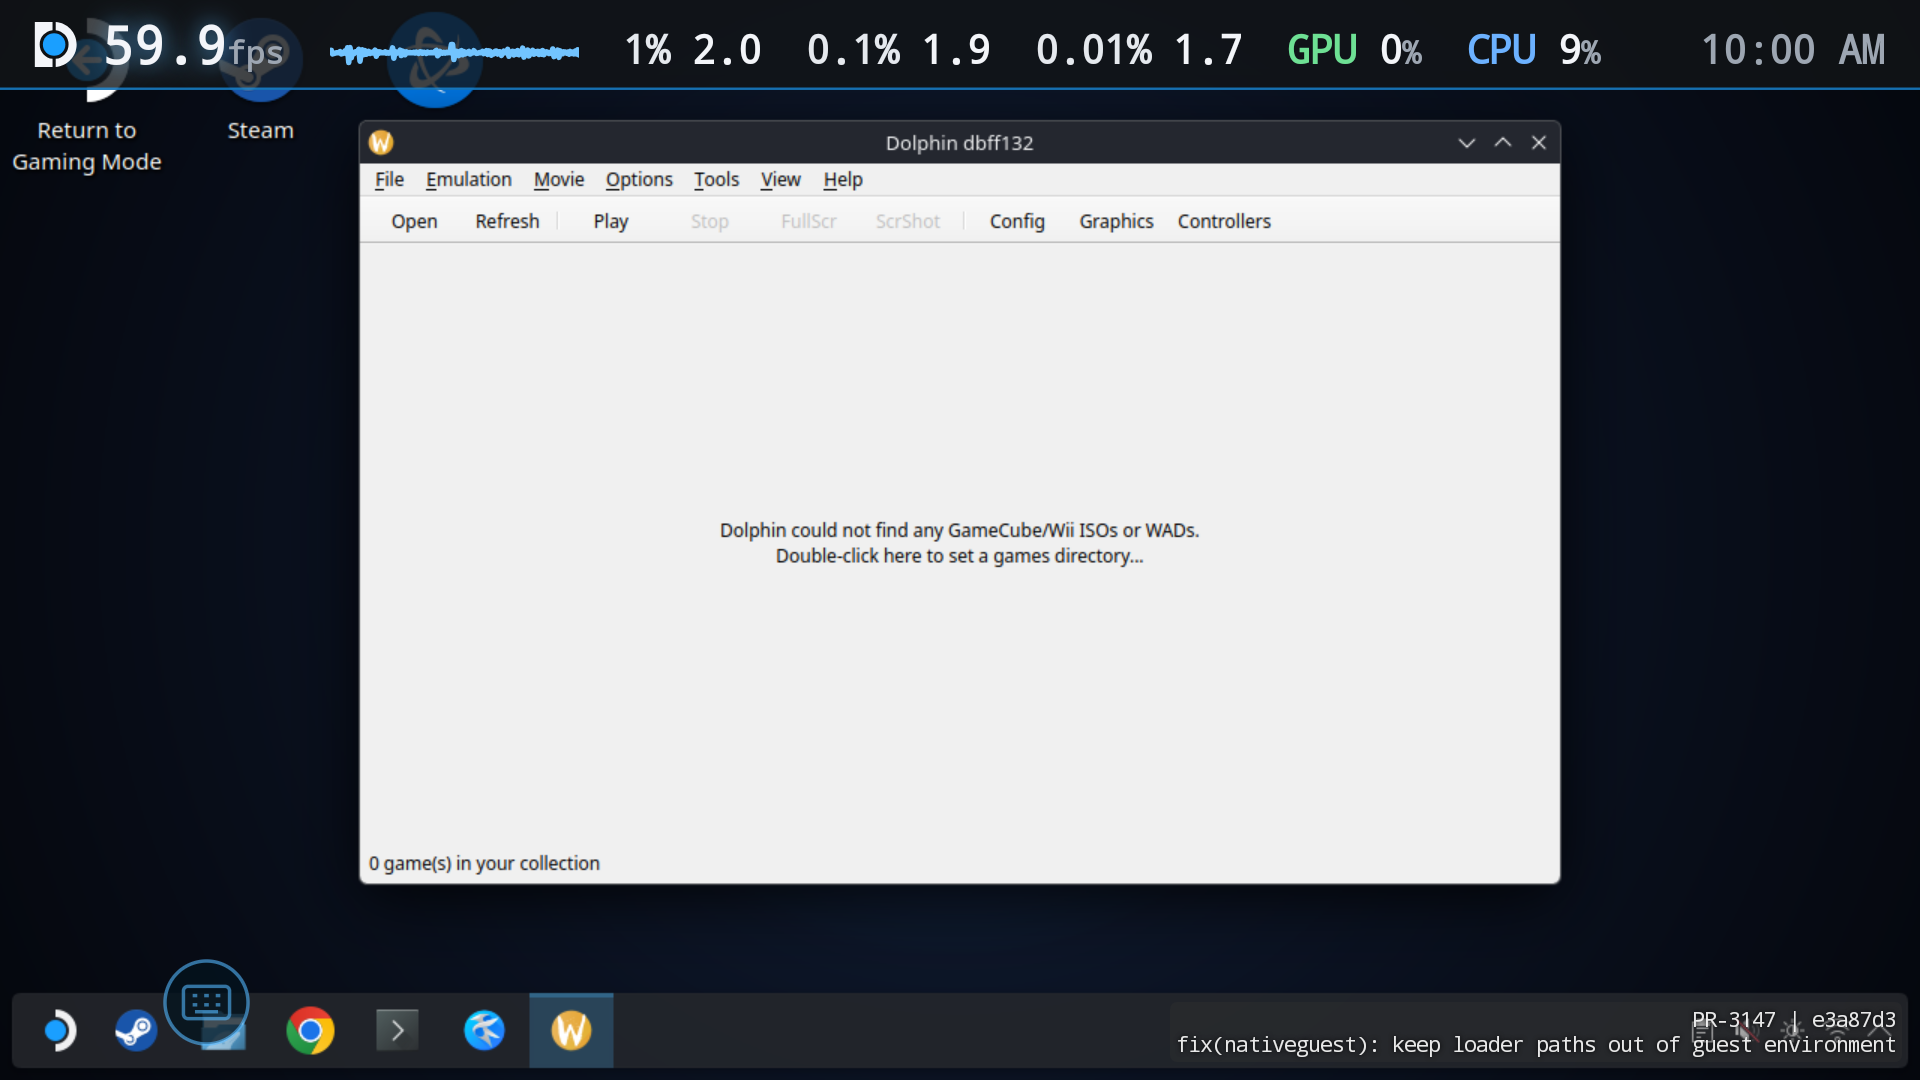 59.9fps 1% 2.0 0.1% 1.9 0.01% 1.7 GPU 0% CPU 9% 10:00 AM
Return to
Gaming Mode
Steam
Dolphin dbff132
File Emulation Movie Options Tools View Help
Open Refresh Play Stop FullScr ScrShot Config Graphics Controllers
Dolphin could not find any GameCube/Wii ISOs or WADs.
Double-click here to set a games directory...
0 game(s) in your collection
PR-3147 | e3a87d3
fix(nativeguest): keep loader paths out of guest environment